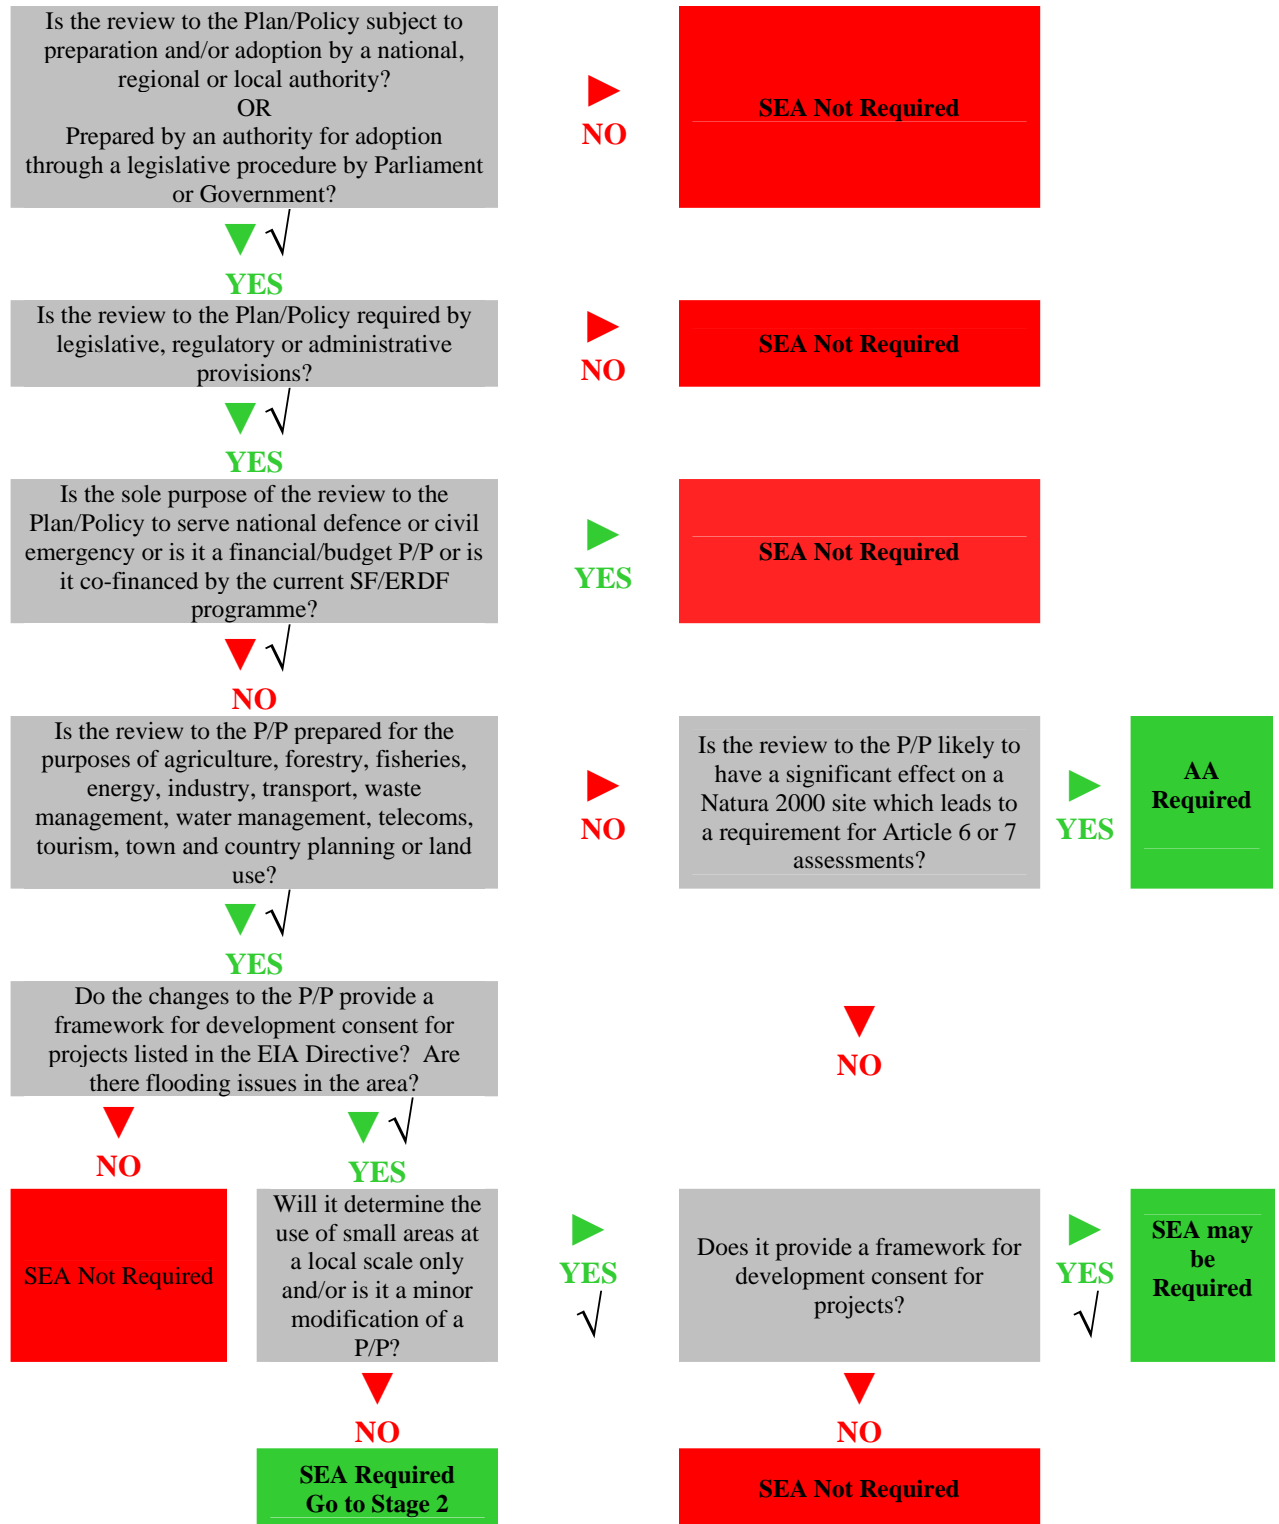 Is the review to the Plan/Policy subject to
preparation and/or adoption by a national,
regional or local authority?
OR
Prepared by an authority for adoption
through a legislative procedure by Parliament
or Government?
NO
SEA Not Required
√
YES
Is the review to the Plan/Policy required by
legislative, regulatory or administrative
provisions?
NO
SEA Not Required
√
YES
Is the sole purpose of the review to the
Plan/Policy to serve national defence or civil
emergency or is it a financial/budget P/P or is
it co-financed by the current SF/ERDF
programme?
YES
SEA Not Required
√
NO
Is the review to the P/P prepared for the
purposes of agriculture, forestry, fisheries,
energy, industry, transport, waste
management, water management, telecoms,
tourism, town and country planning or land
use?
NO
Is the review to the P/P likely to
have a significant effect on a
Natura 2000 site which leads to
a requirement for Article 6 or 7
assessments?
YES
AA
Required
√
YES
Do the changes to the P/P provide a
framework for development consent for
projects listed in the EIA Directive?  Are
there flooding issues in the area?
NO
NO
√
YES
SEA Not Required
Will it determine the
use of small areas at
a local scale only
and/or is it a minor
modification of a
P/P?
YES
√
Does it provide a framework for
development consent for
projects?
YES
√
SEA may
be
Required
NO
NO
SEA Required
Go to Stage 2
SEA Not Required